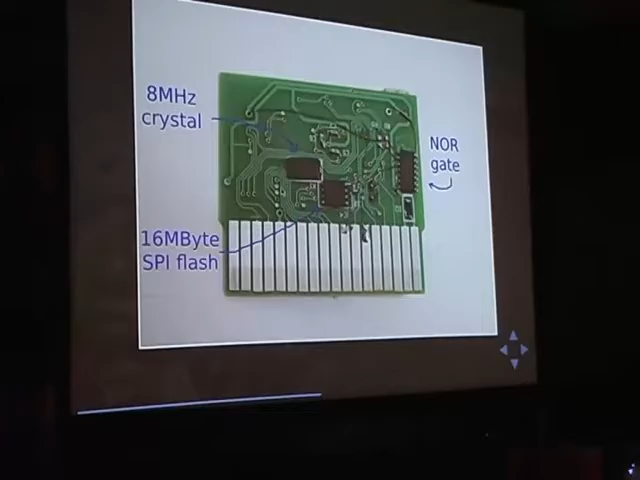 8MHz
crystal
NOR
gate
16MByte
SPI flash